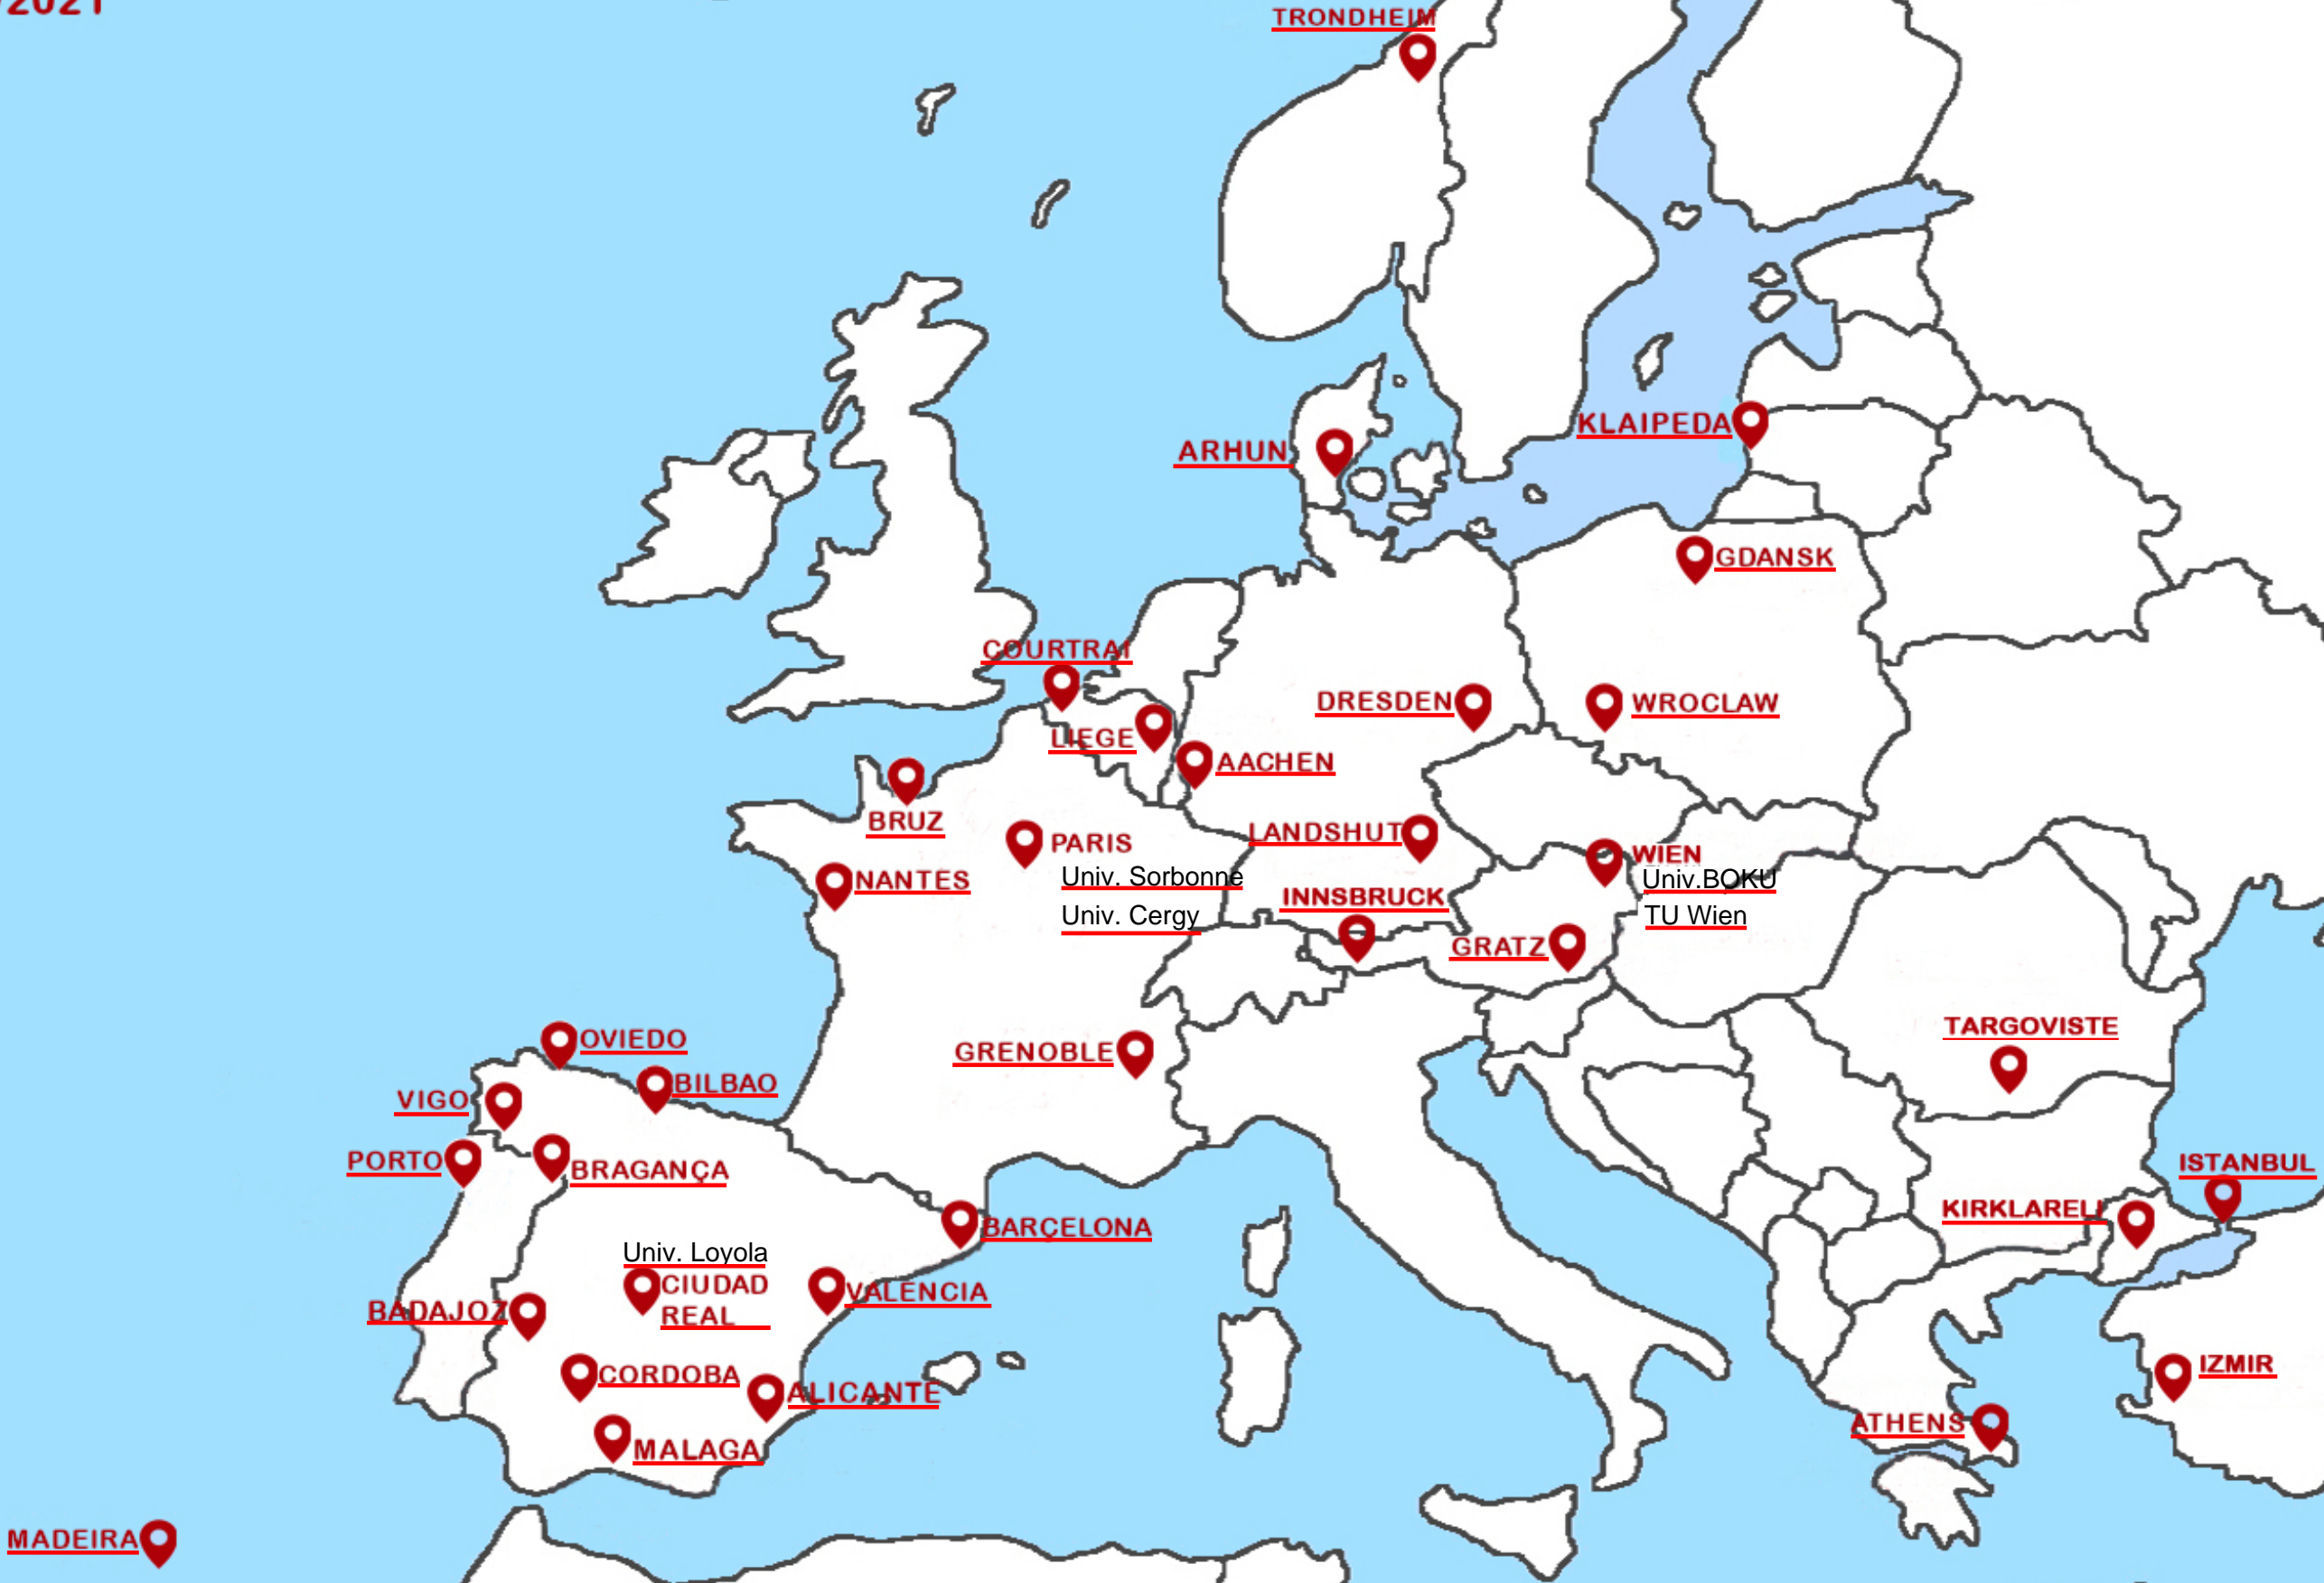 /2021
TRONDHEIM
KLAIPEDA
ARHUN
GDANSK
COURTRAI
DRESDEN
WROCLAW
LIEGE
AACHEN
BRUZ
LANDSHUT
PARIS
Univ. Sorbonne
Univ. Cergy
WIEN
Univ.BOKU
TU Wien
NANTES
INNSBRUCK
GRATZ
TARGOVISTE
OVIEDO
GRENOBLE
BILBAO
VIGO
PORTO
BRAGANÇA
ISTANBUL
KIRKLARELI
BARÇELONA
Univ. Loyola
CIUDAD
REAL
VALENCIA
BADAJOZ
CORDOBA
ALICANTE
IZMIR
ATHENS
MALAGA
MADEIRA